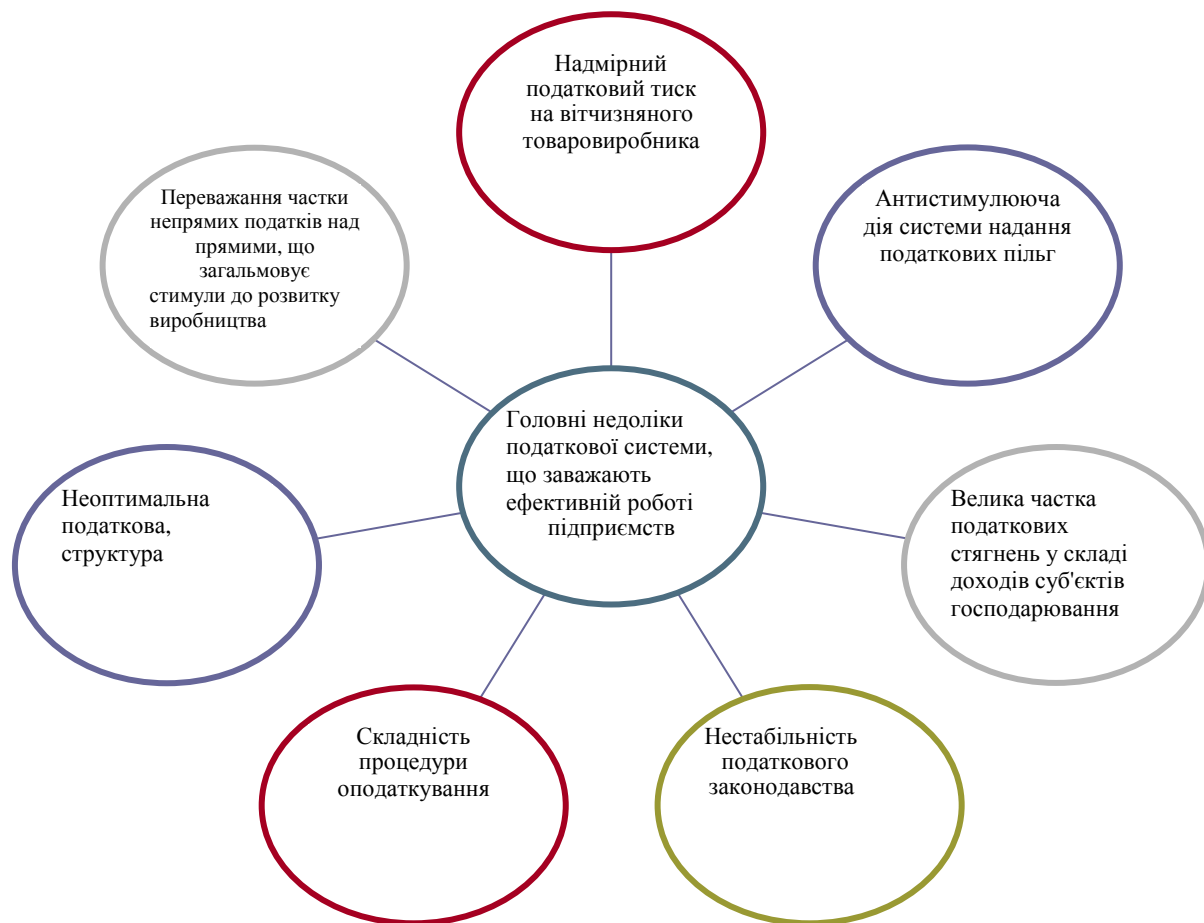 Надмірний
податковий тиск
на вітчизняного
товаровиробника
Переважання частки
непрямих податків над
прямими, що
загальмовує
стимули до розвитку
виробництва
Антистимулююча
дія системи надання
податкових пільг
Головні недоліки
податкової системи,
що заважають
ефективній роботі
підприємств
Неоптимальна
податкова,
структура
Велика частка
податкових
стягнень у складі
доходів суб'єктів
господарювання
Складність
процедури
оподаткування
Нестабільність
податкового
законодавства